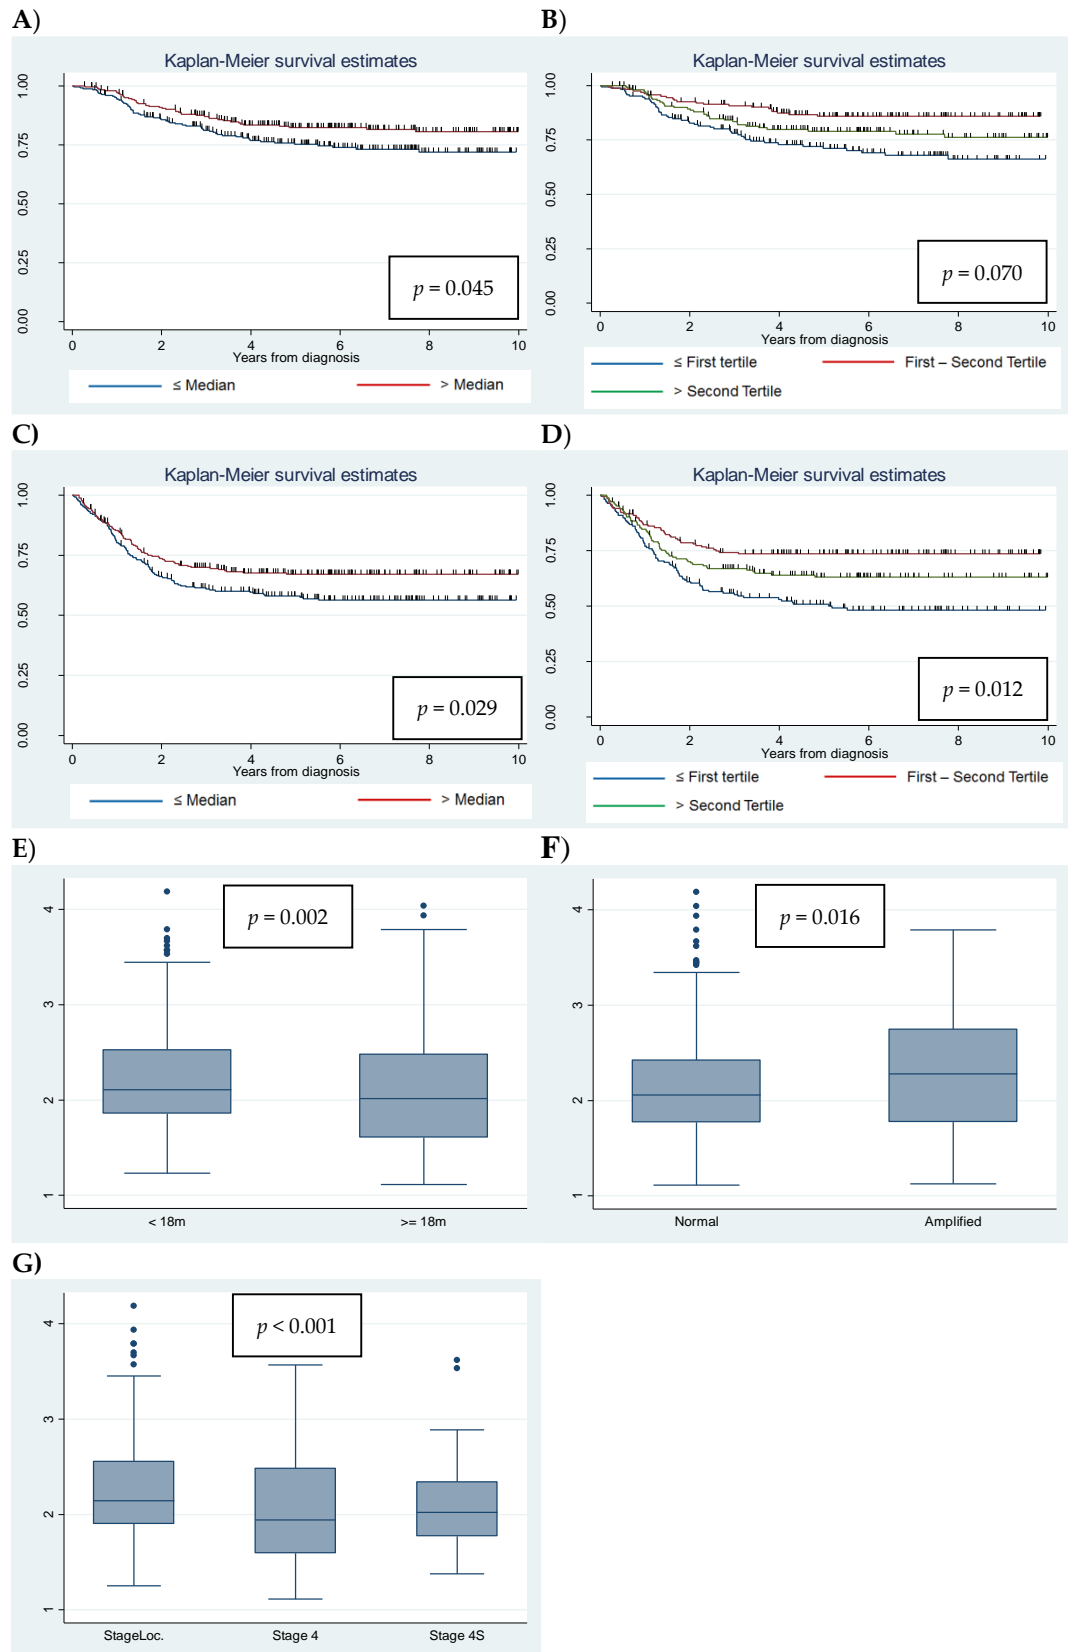 A)
Kaplan-Meier survival estimates
1.00
0.75
0.50
0.25
0.00
p = 0.045
0 2 4 6 8 10
Years from diagnosis
≤ Median > Median
B)
Kaplan-Meier survival estimates
1.00
0.75
0.50
0.25
0.00
p = 0.070
0 2 4 6 8 10
Years from diagnosis
≤ First tertile First – Second Tertile
> Second Tertile
C)
Kaplan-Meier survival estimates
1.00
0.75
0.50
0.25
0.00
p = 0.029
0 2 4 6 8 10
Years from diagnosis
≤ Median > Median
D)
Kaplan-Meier survival estimates
1.00
0.75
0.50
0.25
0.00
p = 0.012
0 2 4 6 8 10
Years from diagnosis
≤ First tertile First – Second Tertile
> Second Tertile
E)
p = 0.002
4
3
2
1
< 18m >= 18m
F)
p = 0.016
4
3
2
1
Normal Amplified
G)
p < 0.001
4
3
2
1
StageLoc. Stage 4 Stage 4S